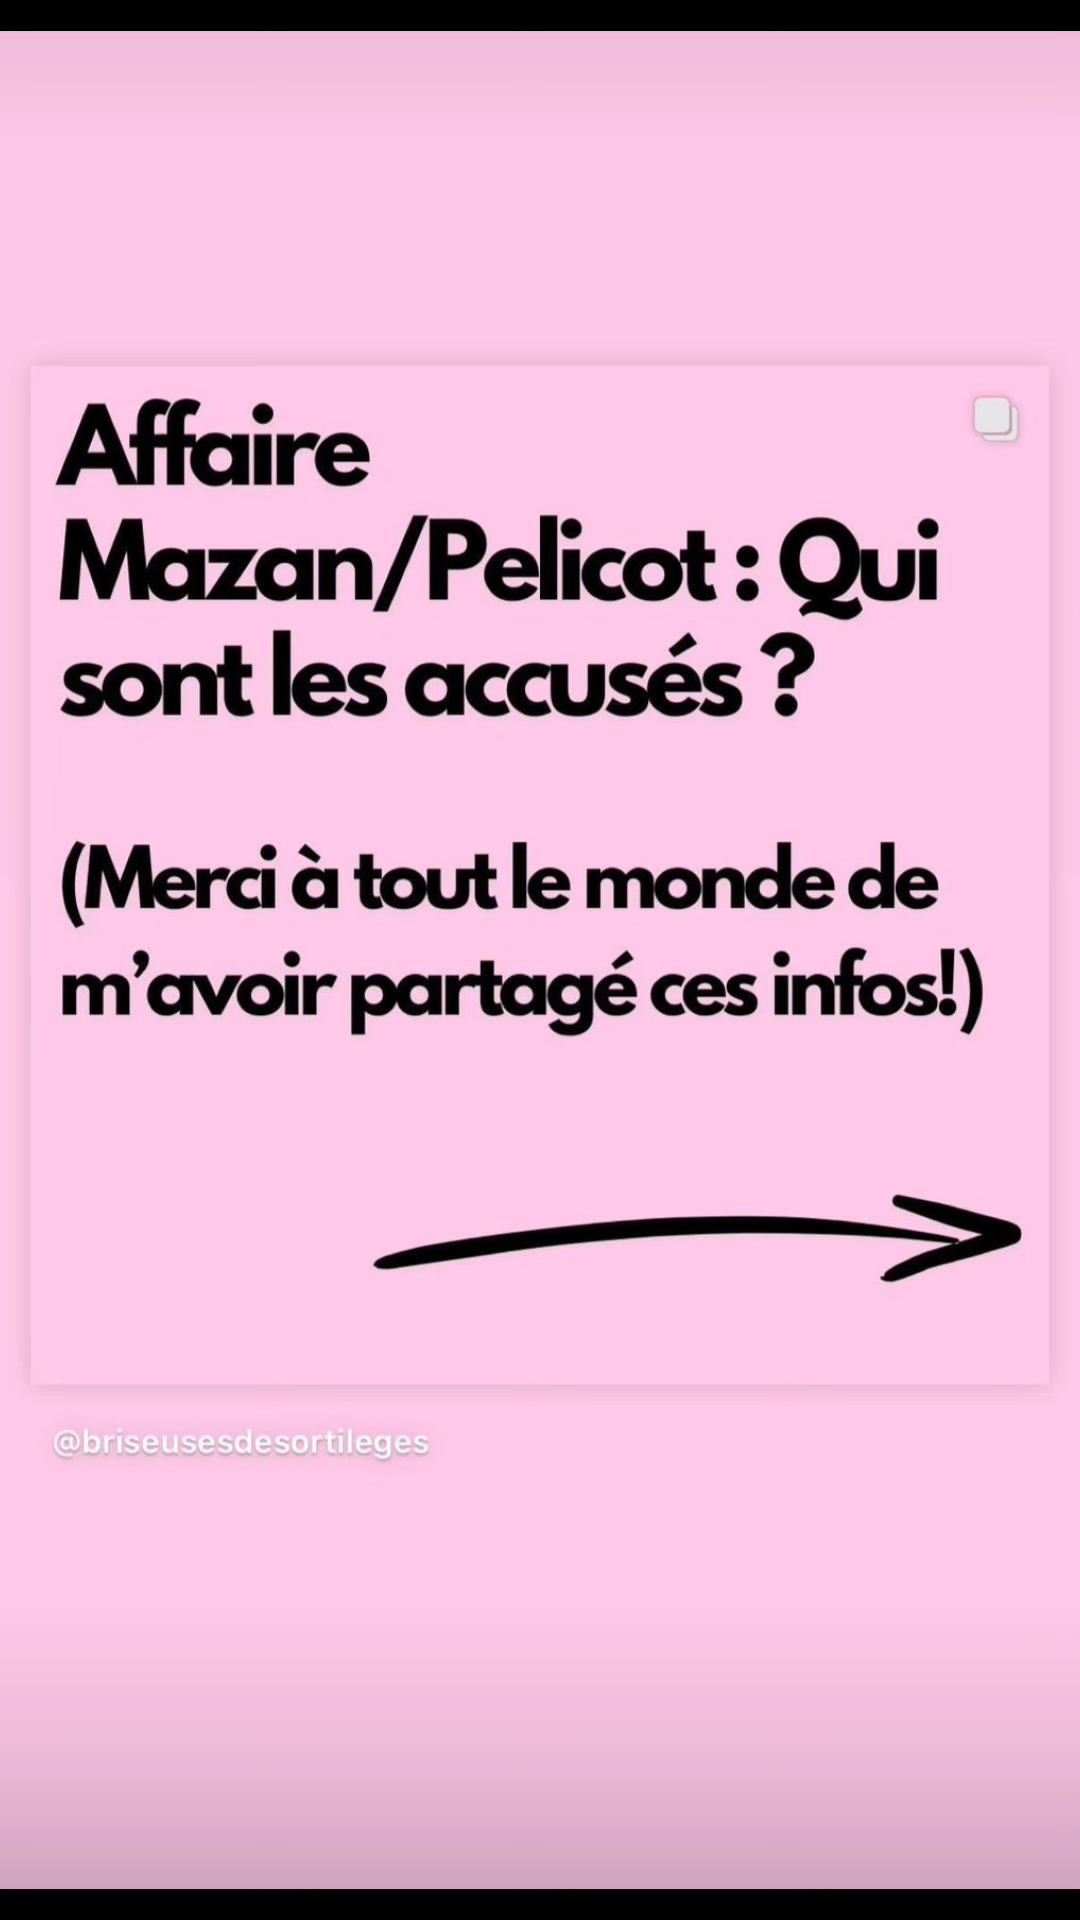 Affaire
Mazan/Pelicot : Qui
sont les accusés ?
(Merci à tout le monde de
m’avoir partagé ces infos!)
@briseusesdesortileges